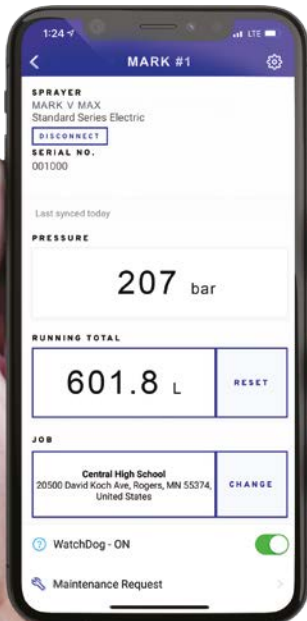 1:24
LTE
MARK #1
SPRAYER
MARK V MAX
Standard Series Electric
DISCONNECT
SERIAL NO.
001000
Last synced today
PRESSURE
207 bar
RUNNING TOTAL
601.8 L
RESET
JOB
Central High School
20500 David Koch Ave, Rogers, MN 55374,
United States
CHANGE
WatchDog - ON
Maintenance Request